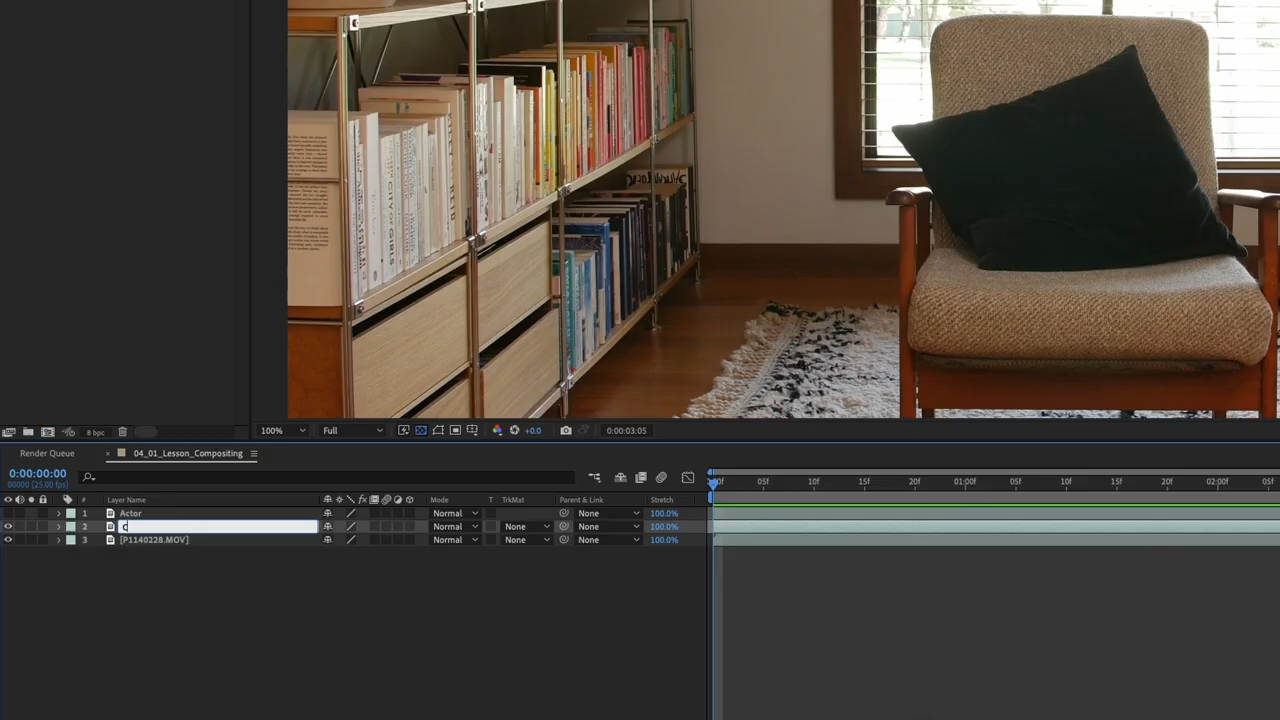 CITY GIRLS
100%
Full
+0.0
0:00:03:05
8 bpc
Render Queue
04_01_Lesson_Compositing
0:00:00:00
00000 (25.00 fps)
:00f
05f
10f
15f
20f
01:00f
05f
10f
15f
20f
02:00f
05f
#
Layer Name
Mode
T
TrkMat
Parent & Link
Stretch
1
Actor
Normal
None
100.0%
2
C
Normal
None
None
100.0%
3
[P1140228.MOV]
Normal
None
None
100.0%